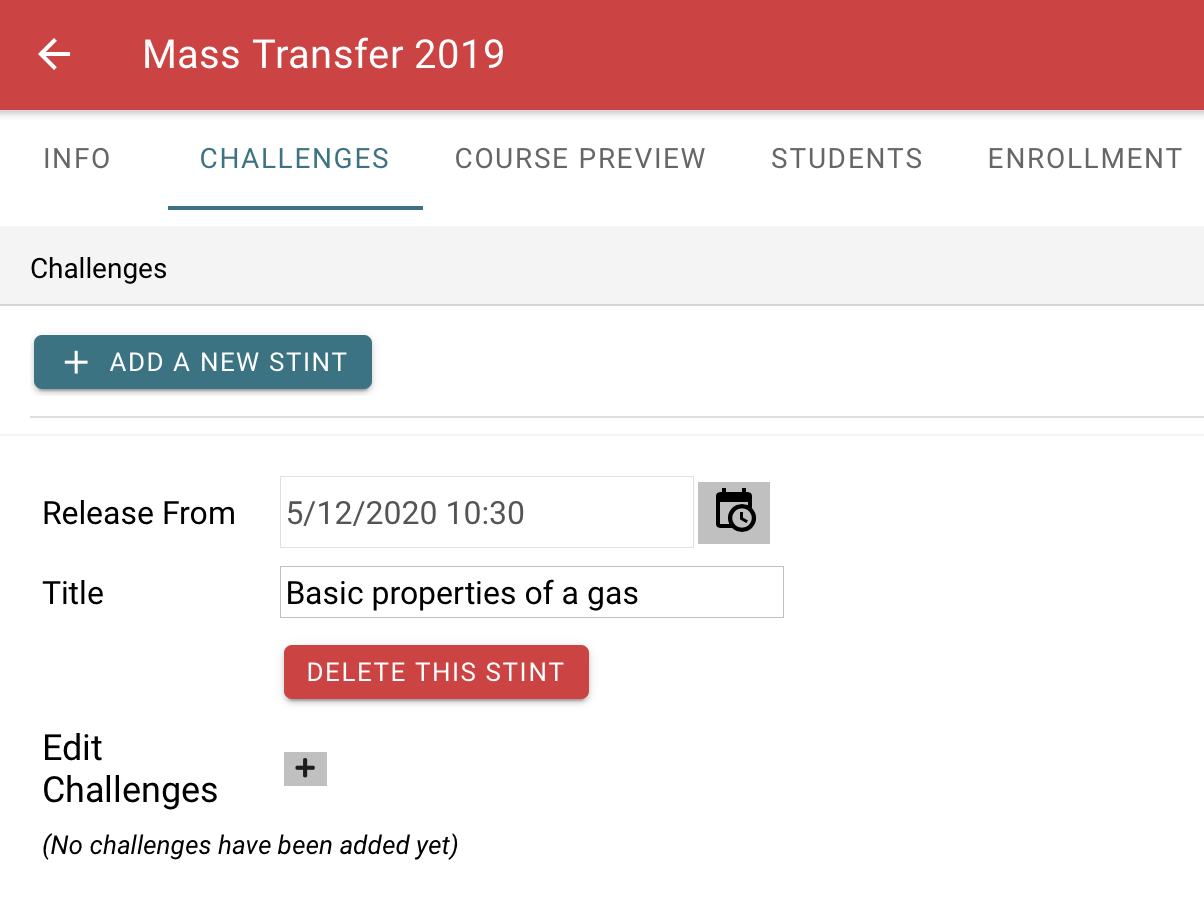 Mass Transfer 2019
INFO CHALLENGES COURSE PREVIEW STUDENTS ENROLLMENT
Challenges
+ ADD A NEW STINT
Release From 5/12/2020 10:30
Title Basic properties of a gas
DELETE THIS STINT
Edit
Challenges +
(No challenges have been added yet)